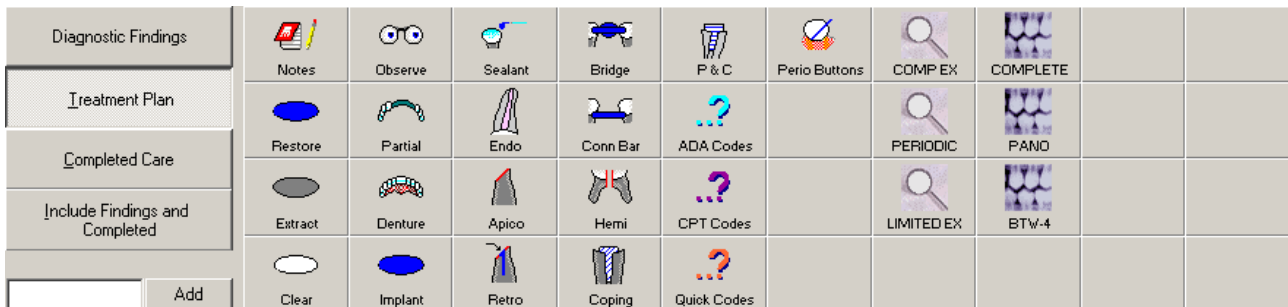 Diagnostic Findings
Treatment Plan
Completed Care
Include Findings and
Completed
Add
Notes
Observe
Sealant
Bridge
P & C
Perio Buttons
COMP EX
COMPLETE
Restore
Partial
Endo
Conn Bar
ADA Codes
PERIODIC
PANO
Extract
Denture
Apico
Hemi
CPT Codes
LIMITED EX
BTW-4
Clear
Implant
Retro
Coping
Quick Codes